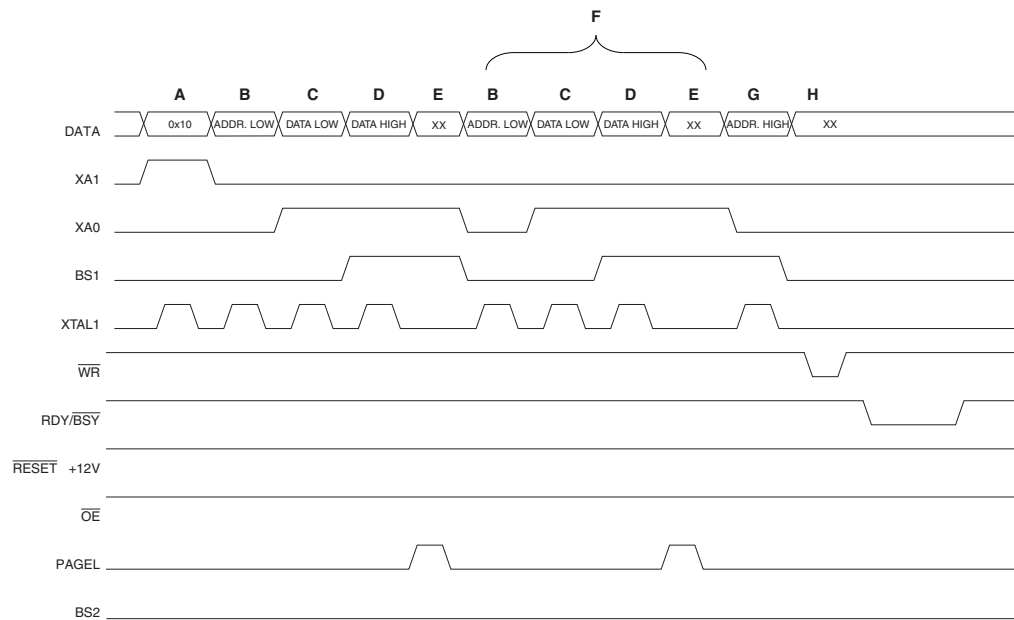 F
A B C D E B C D E G H
DATA 0x10 ADDR. LOW DATA LOW DATA HIGH XX ADDR. LOW DATA LOW DATA HIGH XX ADDR. HIGH XX
XA1
XA0
BS1
XTAL1
WR
RDY/BSY
RESET +12V
OE
PAGEL
BS2